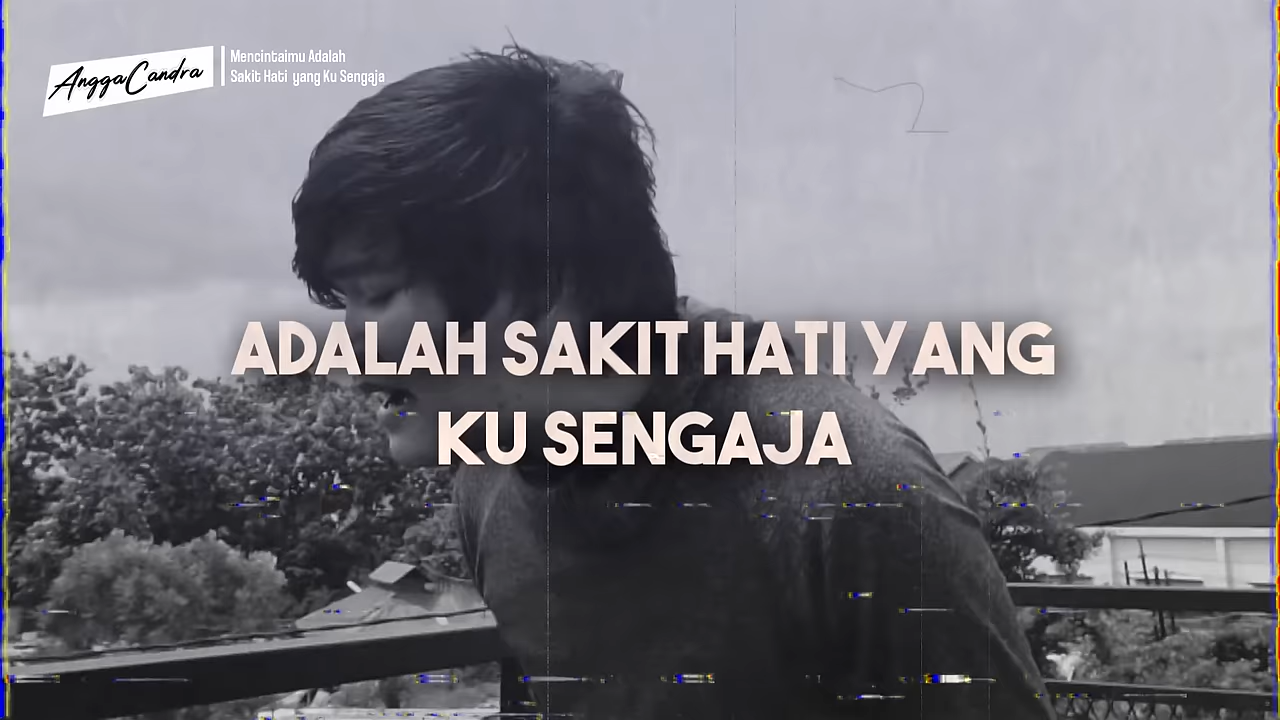 AnggaCandra
Mencintaimu Adalah
Sakit Hati yang Ku Sengaja
ADALAH SAKIT HATI YANG
KU SENGAJA